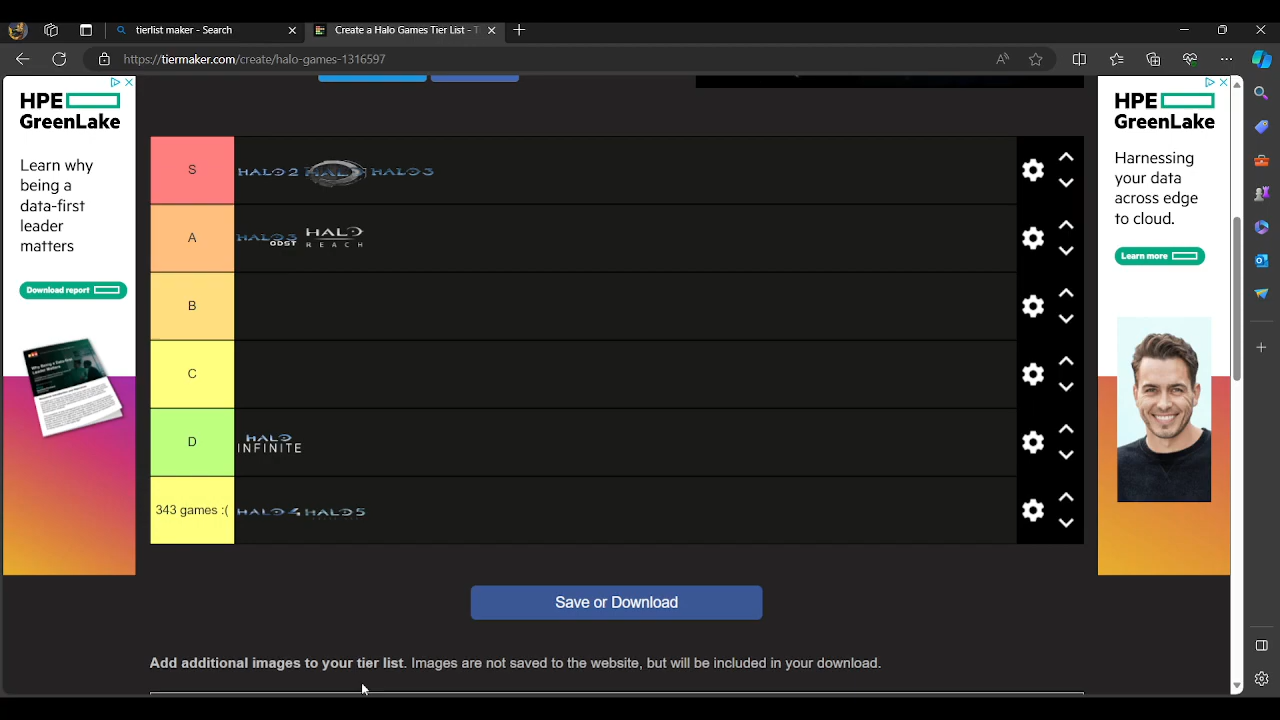 tierlist maker - Search
Create a Halo Games Tier List - T
https://tiermaker.com/create/halo-games-1316597
HPE
GreenLake
Learn why
being a
data-first
leader
matters
Download report
S
HALO 2 HALO HALO 3
A
HALO 3
ODST
HALO
REACH
B
C
D
HALO
INFINITE
343 games :(
HALO 4 HALO 5
HPE
GreenLake
Harnessing
your data
across edge
to cloud.
Learn more
Save or Download
Add additional images to your tier list. Images are not saved to the website, but will be included in your download.